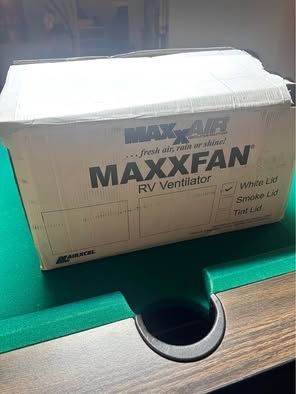 MAXXAIR
...fresh air, rain or shine!
MAXXFAN®
RV Ventilator
White Lid
Smoke Lid
Tint Lid
AIRXCEL